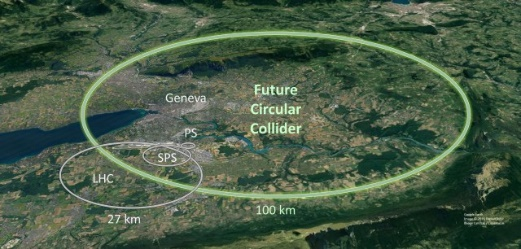 Future
Circular
Collider
Geneva
PS
SPS
LHC
27 km
100 km